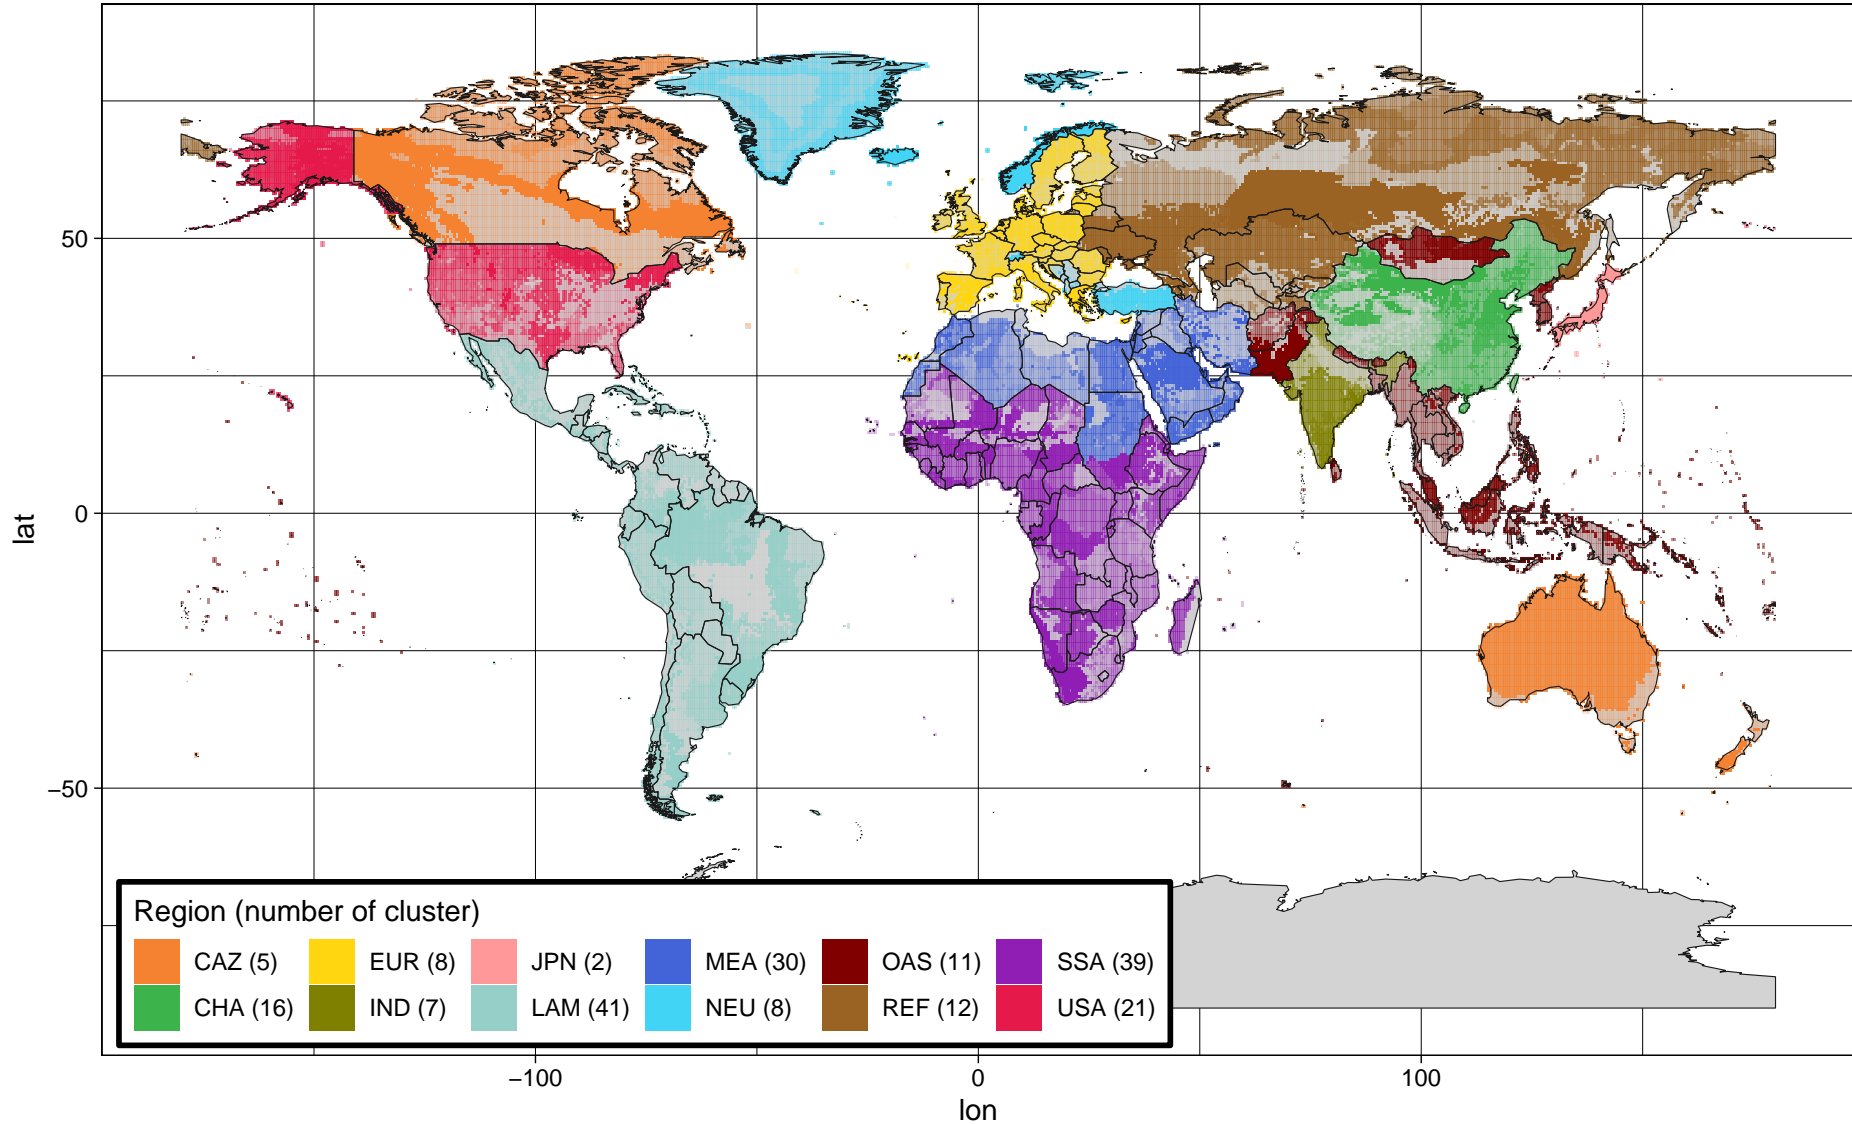 lat
50
0
−50
Region (number of cluster)
CAZ (5) EUR (8) JPN (2) MEA (30) OAS (11) SSA (39)
CHA (16) IND (7) LAM (41) NEU (8) REF (12) USA (21)
−100 0 100
lon